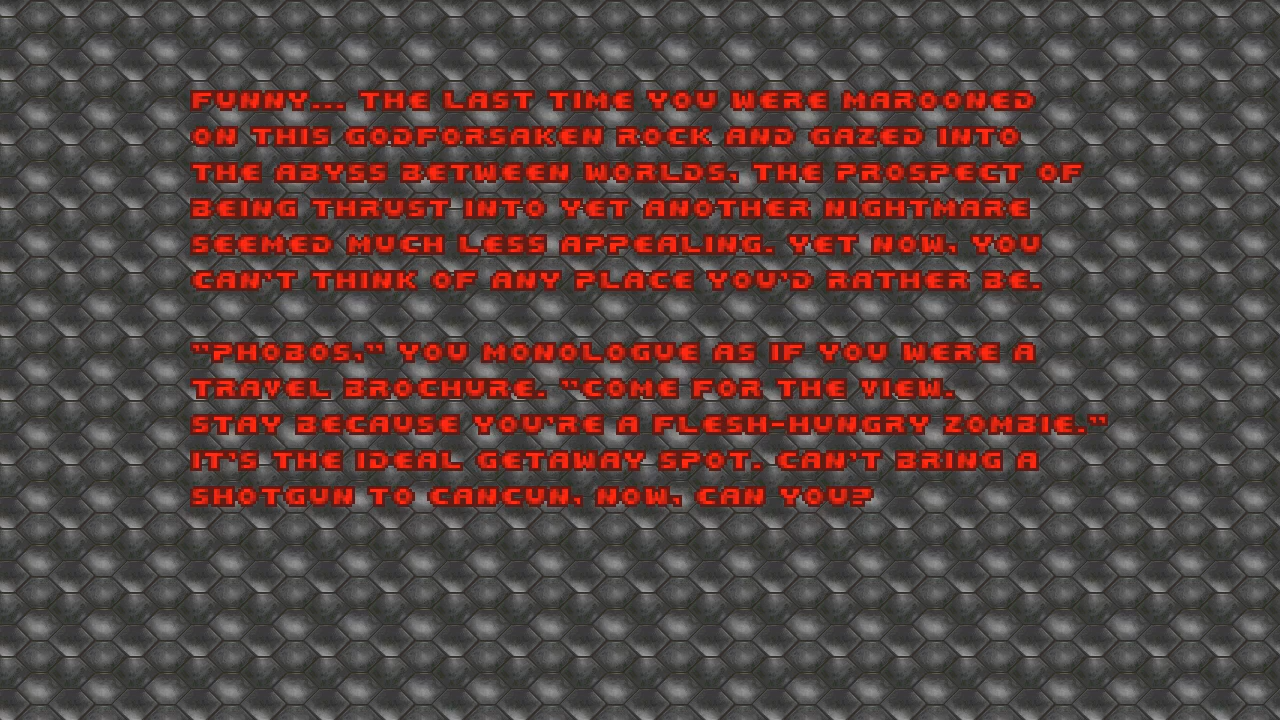 FUNNY... THE LAST TIME YOU WERE MAROONED
ON THIS GODFORSAKEN ROCK AND GAZED INTO
THE ABYSS BETWEEN WORLDS, THE PROSPECT OF
BEING THRUST INTO YET ANOTHER NIGHTMARE
SEEMED MUCH LESS APPEALING. YET NOW, YOU
CAN'T THINK OF ANY PLACE YOU'D RATHER BE.
"PHOBOS," YOU MONOLOGUE AS IF YOU WERE A
TRAVEL BROCHURE. "COME FOR THE VIEW.
STAY BECAUSE YOU'RE A FLESH-HUNGRY ZOMBIE."
IT'S THE IDEAL GETAWAY SPOT. CAN'T BRING A
SHOTGUN TO CANCUN, NOW, CAN YOU?